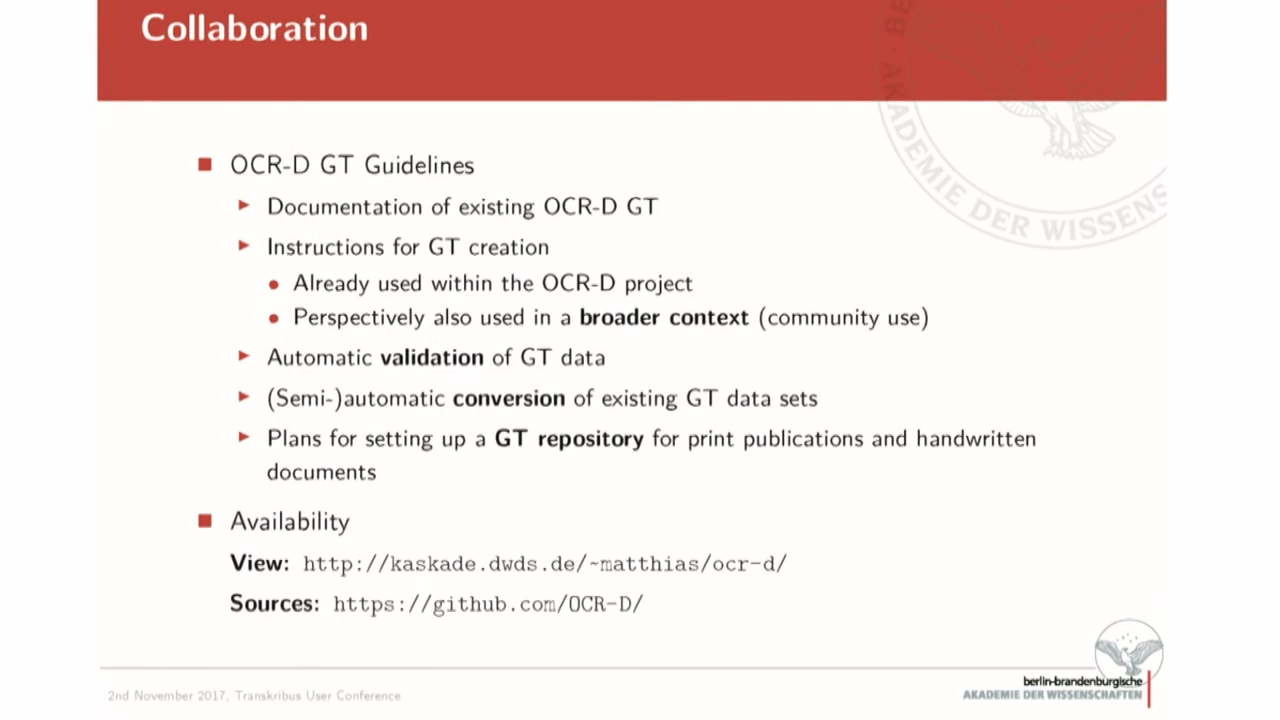 Collaboration
OCR-D GT Guidelines
Documentation of existing OCR-D GT
Instructions for GT creation
Already used within the OCR-D project
Perspectively also used in a broader context (community use)
Automatic validation of GT data
(Semi-)automatic conversion of existing GT data sets
Plans for setting up a GT repository for print publications and handwritten
documents
Availability
View: http://kaskade.dwds.de/~matthias/ocr-d/
Sources: https://github.com/OCR-D/
2nd November 2017, Transkribus User Conference
berlin-brandenburgische
AKADEMIE DER WISSENSCHAFTEN
AKADEMIE DER WISSENS